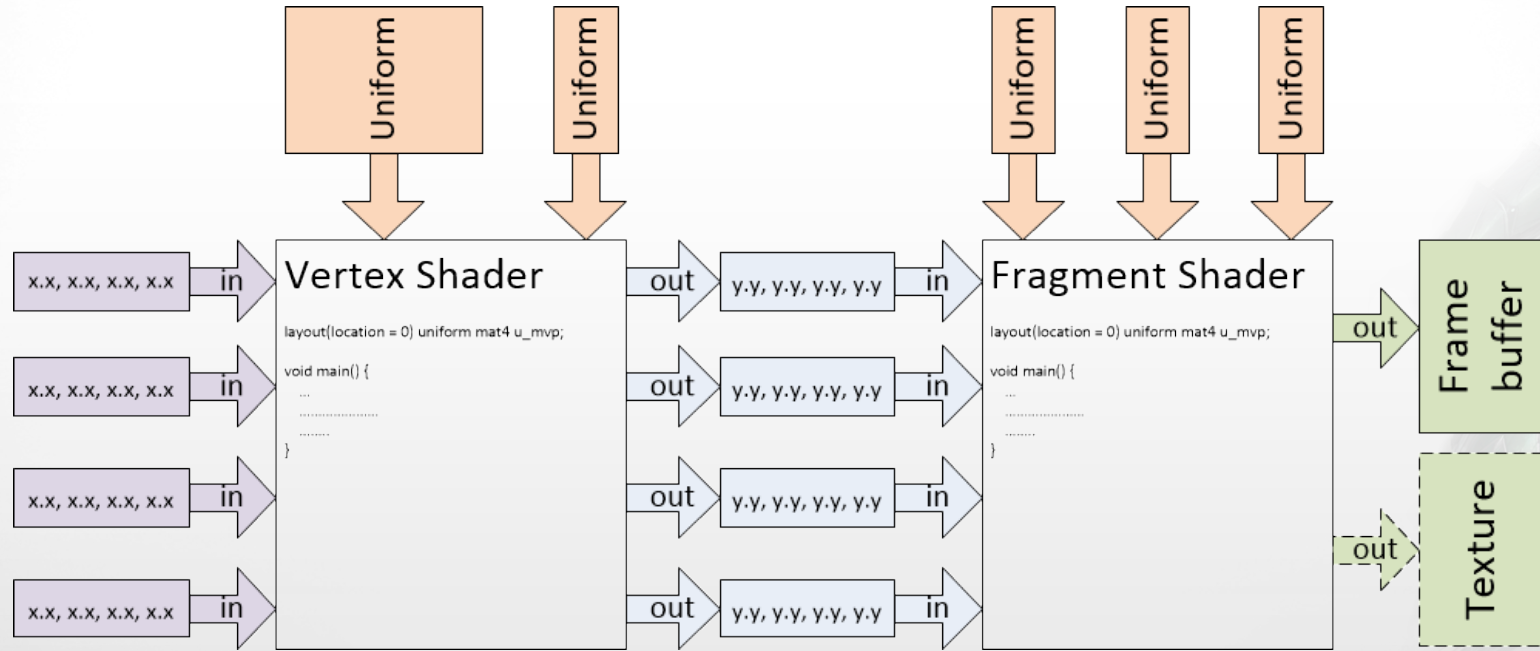 Uniform
Uniform
Uniform
Uniform
Uniform
x.x, x.x, x.x, x.x
in
Vertex Shader
layout(location = 0) uniform mat4 u_mvp;
void main() {
...
......................
........
}
out
y.y, y.y, y.y, y.y
in
Fragment Shader
layout(location = 0) uniform mat4 u_mvp;
void main() {
...
......................
........
}
out
Frame
buffer
x.x, x.x, x.x, x.x
in
out
y.y, y.y, y.y, y.y
in
x.x, x.x, x.x, x.x
in
out
y.y, y.y, y.y, y.y
in
out
Texture
x.x, x.x, x.x, x.x
in
out
y.y, y.y, y.y, y.y
in